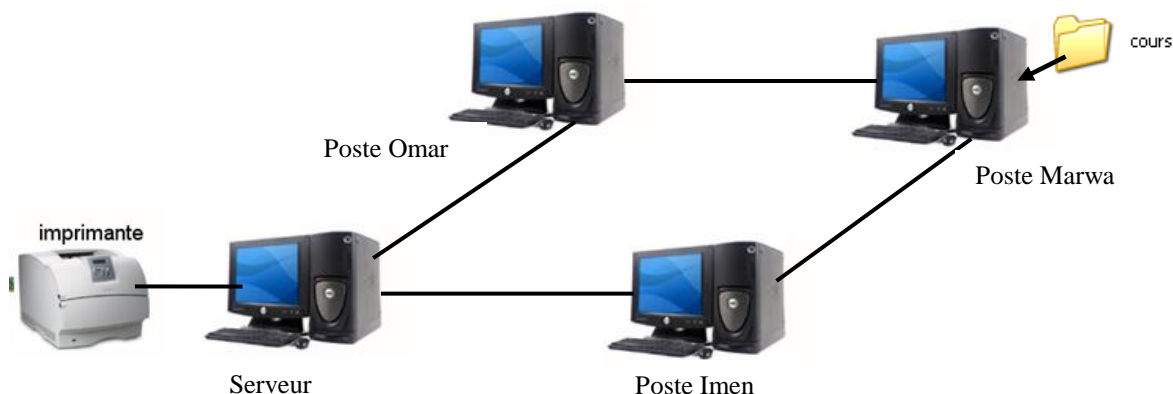 cours
Poste Omar
Poste Marwa
imprimante
Serveur
Poste Imen